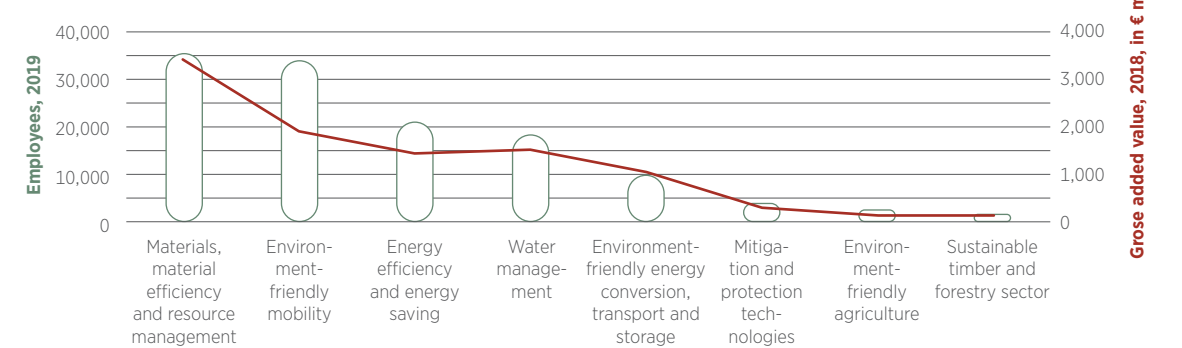 Employees, 2019
40,000
30,000
20,000
10,000
0
4,000
3,000
2,000
1,000
0
Grose added value, 2018, in € m
Materials,
material
efficiency
and resource
management
Environ-
ment-
friendly
mobility
Energy
efficiency
and energy
saving
Water
manage-
ment
Environment-
friendly energy
conversion,
transport and
storage
Mitiga-
tion and
protection
tech-
nologies
Environ-
ment-
friendly
agriculture
Sustainable
timber and
forestry sector